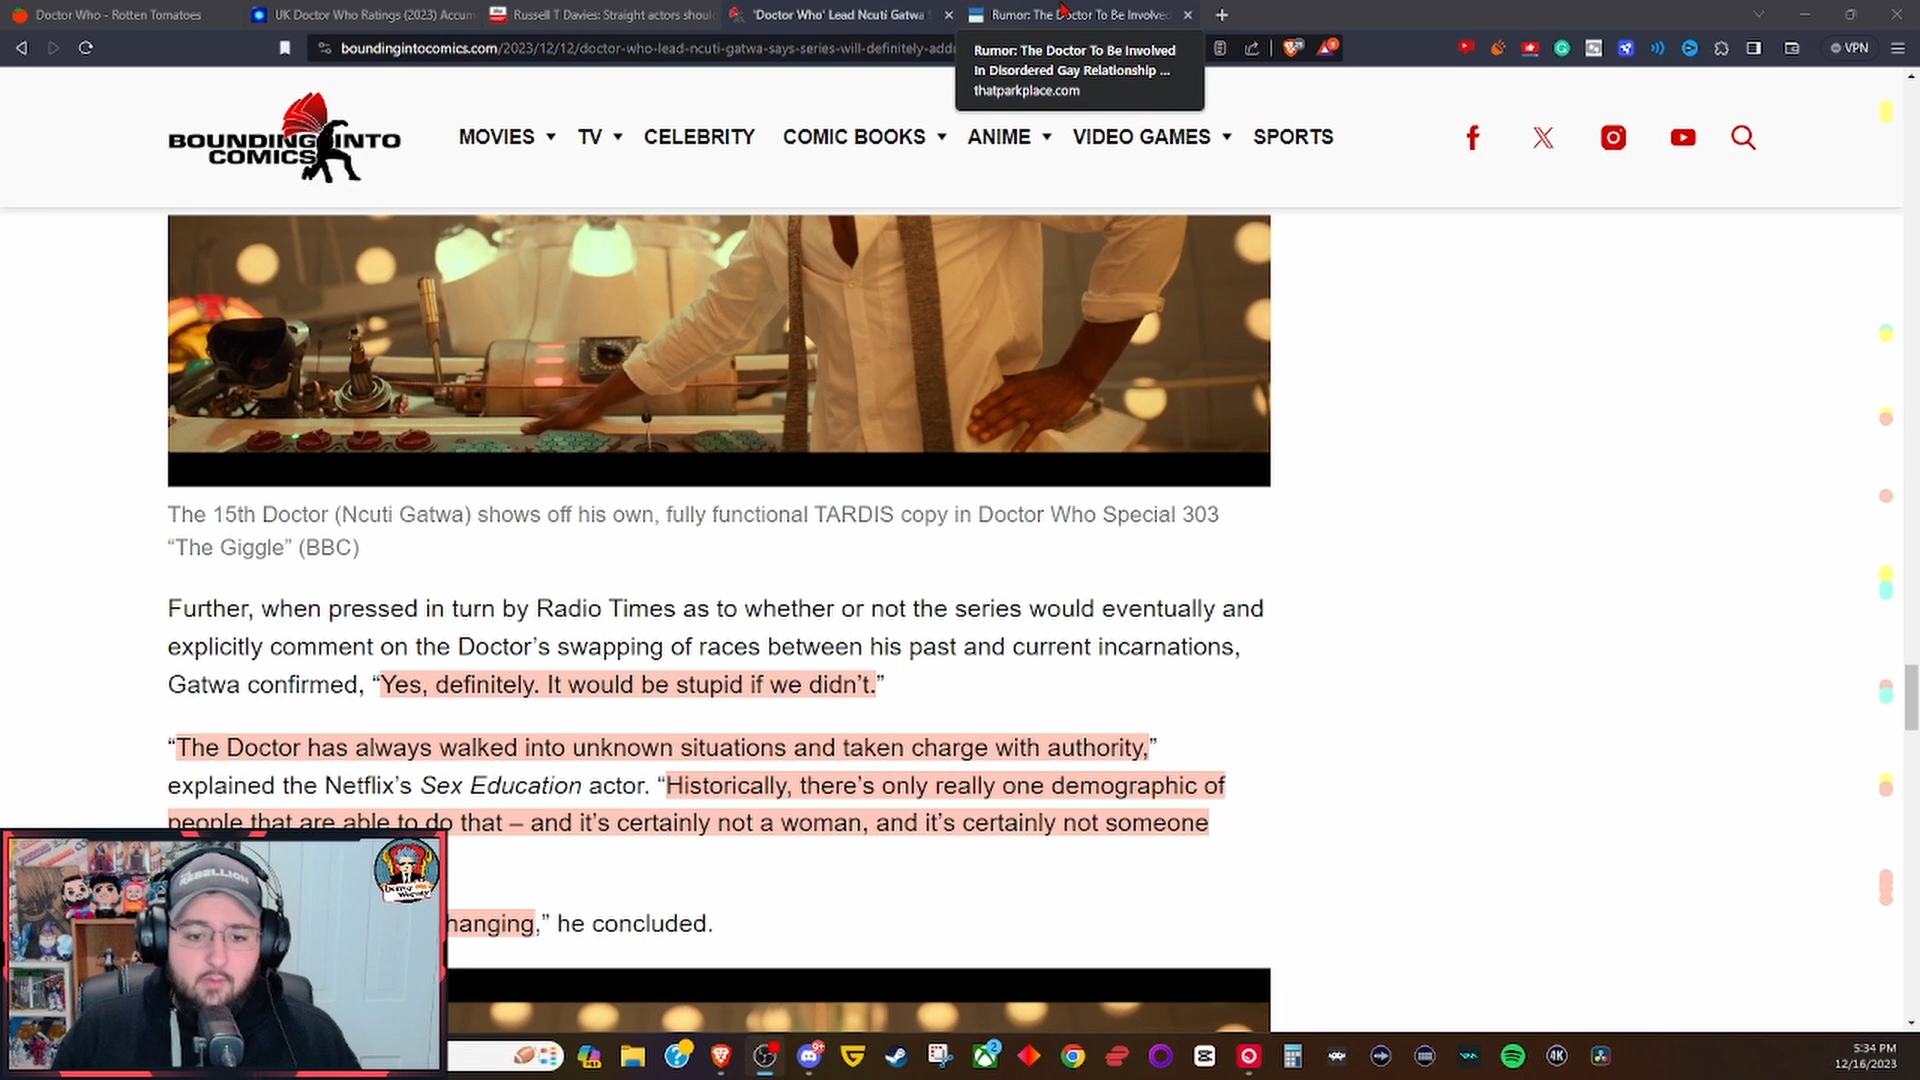 Doctor Who - Rotten Tomatoes
UK Doctor Who Ratings (2023) Accum
Russell T Davies: Straight actors shoul
'Doctor Who' Lead Ncuti Gatwa S
Rumor: The Doctor To Be Involved
boundingintocomics.com/2023/12/12/doctor-who-lead-ncuti-gatwa-says-series-will-definitely-addr
VPN
Rumor: The Doctor To Be Involved
In Disordered Gay Relationship ...
thatparkplace.com
BOUNDING INTO
COMICS
MOVIES
TV
CELEBRITY
COMIC BOOKS
ANIME
VIDEO GAMES
SPORTS
The 15th Doctor (Ncuti Gatwa) shows off his own, fully functional TARDIS copy in Doctor Who Special 303
“The Giggle” (BBC)
Further, when pressed in turn by Radio Times as to whether or not the series would eventually and
explicitly comment on the Doctor’s swapping of races between his past and current incarnations,
Gatwa confirmed, “Yes, definitely. It would be stupid if we didn’t.”
“The Doctor has always walked into unknown situations and taken charge with authority,”
explained the Netflix’s Sex Education actor. “Historically, there’s only really one demographic of
people that are able to do that – and it’s certainly not a woman, and it’s certainly not someone
hanging,” he concluded.
REBELLION
4K
5:34 PM
12/16/2023